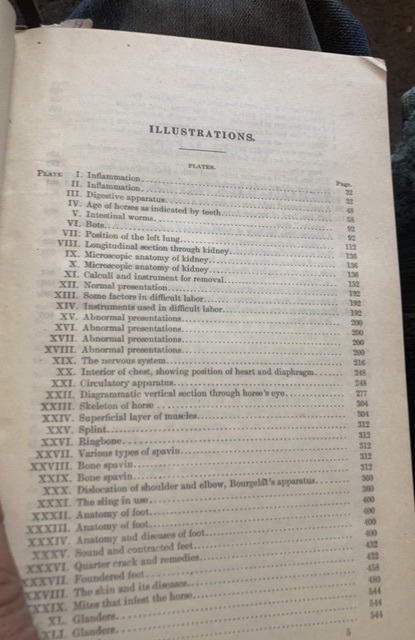 ILLUSTRATIONS.
PLATES.
Page.
PLATE I. Inflammation 32
II. Inflammation 32
III. Digestive apparatus 48
IV. Age of horses as indicated by teeth 58
V. Intestinal worms 92
VI. Bots 92
VII. Position of the left lung 112
VIII. Longitudinal section through kidney 136
IX. Microscopic anatomy of kidney 136
X. Microscopic anatomy of kidney 136
XI. Calculi and instrument for removal 152
XII. Normal presentation 192
XIII. Some factors in difficult labor 192
XIV. Instruments used in difficult labor 192
XV. Abnormal presentations 200
XVI. Abnormal presentations 200
XVII. Abnormal presentations 200
XVIII. Abnormal presentations 200
XIX. The nervous system 216
XX. Interior of chest, showing position of heart and diaphragm 248
XXI. Circulatory apparatus 248
XXII. Diagrammatic vertical section through horse's eye 277
XXIII. Skeleton of horse 304
XXIV. Superficial layer of muscles 304
XXV. Splint 312
XXVI. Ringbone 312
XXVII. Various types of spavin 312
XXVIII. Bone spavin 312
XXIX. Bone spavin 312
XXX. Dislocation of shoulder and elbow, Bourgelat's apparatus 360
XXXI. The sling in use 360
XXXII. Anatomy of foot 400
XXXIII. Anatomy of foot 400
XXXIV. Anatomy and diseases of foot 400
XXXV. Sound and contracted feet 432
XXXVI. Quarter crack and remedies 432
XXXVII. Foundered feet 458
XXVIII. The skin and its diseases 480
XXIX. Mites that infest the horse 544
XL. Glanders 544
XLI. Glanders 544
5